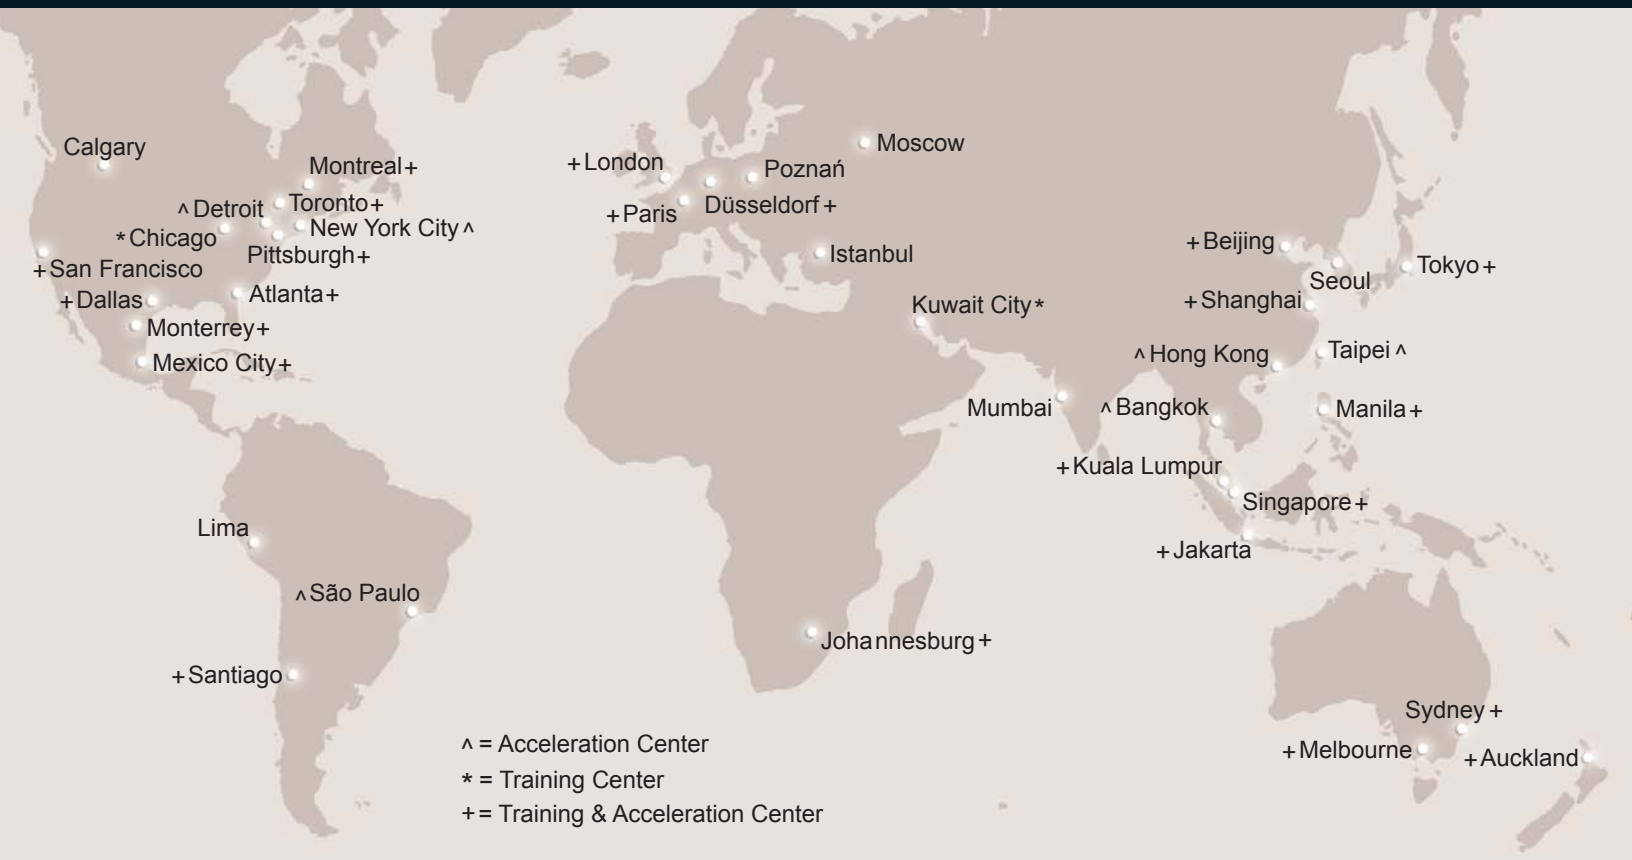 Calgary
Montreal+
^Detroit
Toronto+
*Chicago
New York City^
Pittsburgh+
+San Francisco
+Dallas
Atlanta+
Monterrey+
Mexico City+
Lima
^São Paulo
+Santiago
+London
Moscow
Poznań
+Paris
Düsseldorf+
Istanbul
Kuwait City*
Johannesburg+
+Beijing
Seoul
Tokyo+
+Shanghai
^Hong Kong
Taipei^
Mumbai
^Bangkok
Manila+
+Kuala Lumpur
Singapore+
+Jakarta
Sydney+
+Melbourne
+Auckland
^ = Acceleration Center
* = Training Center
+= Training & Acceleration Center